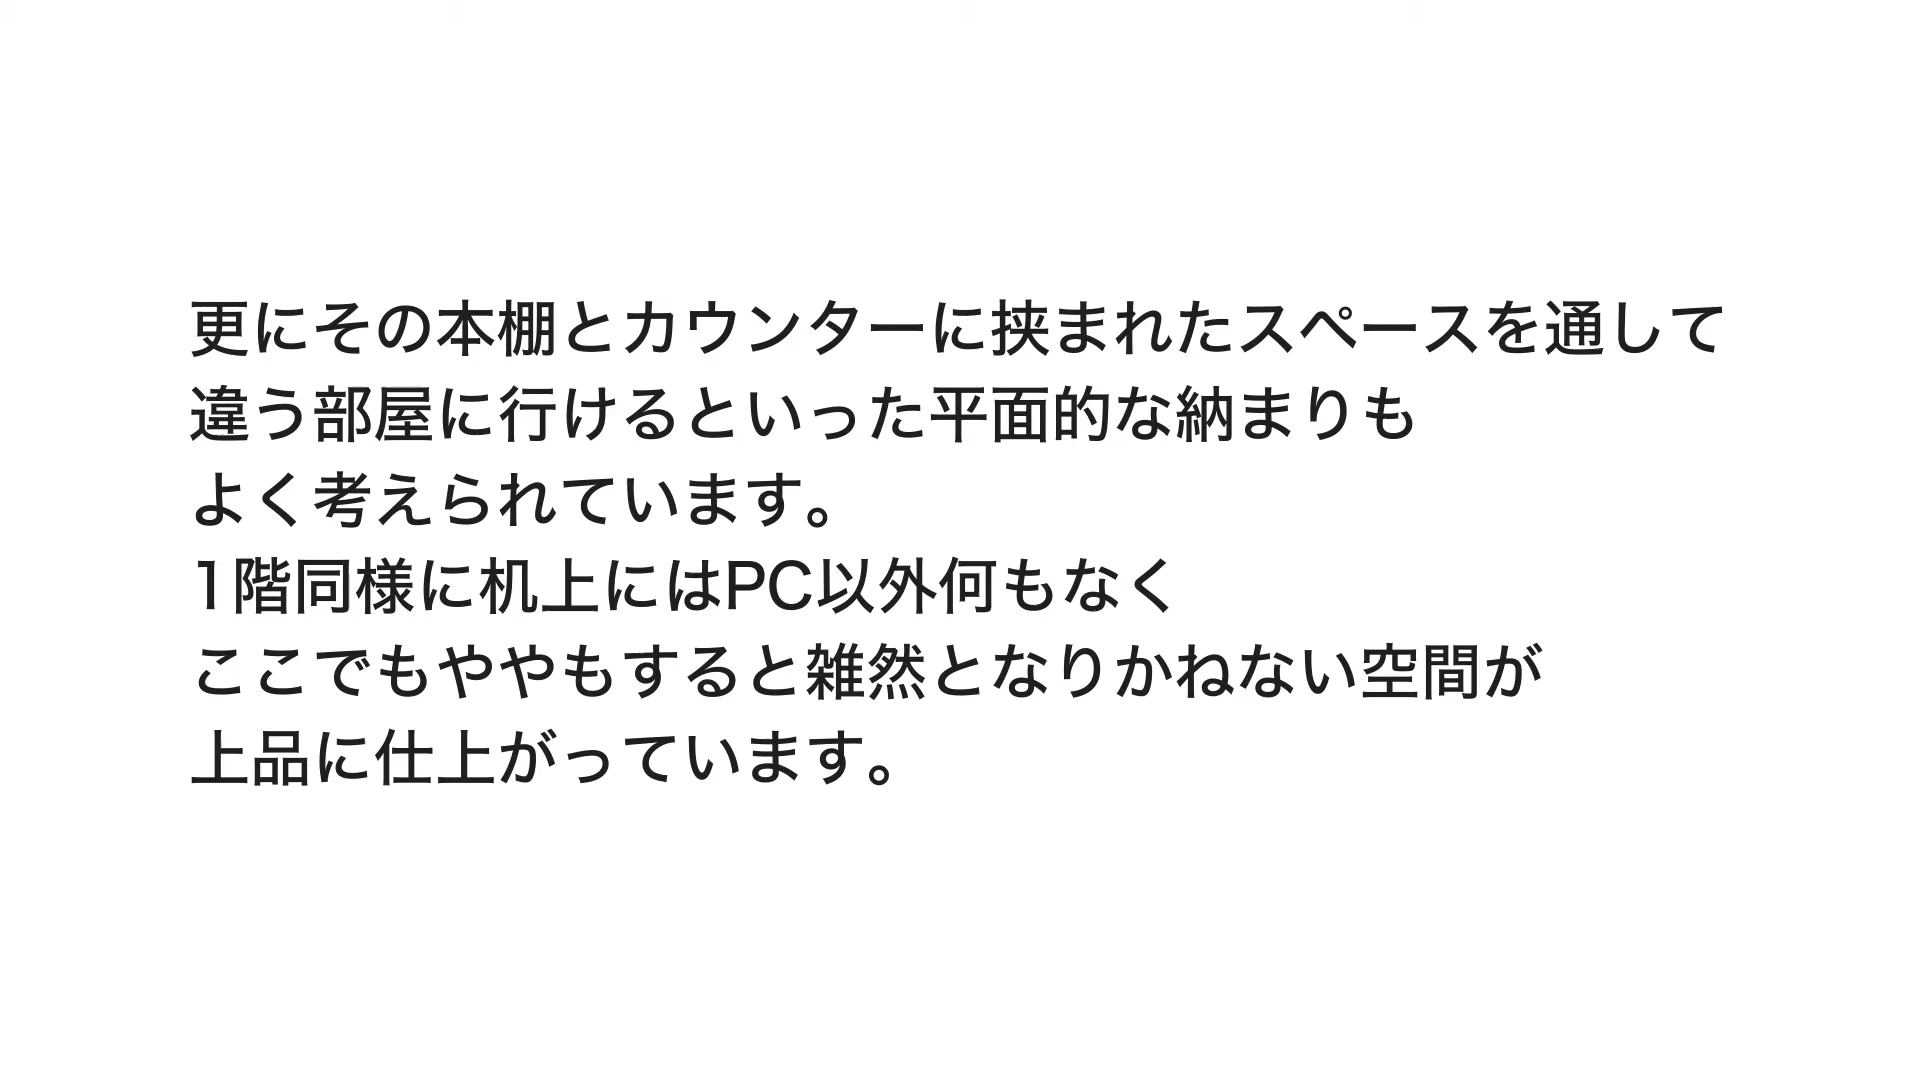 更にその本棚とカウンターに挟まれたスペースを通して
違う部屋に行けるといった平面的な納まりも
よく考えられています。
1階同様に机上にはPC以外何もなく
ここでもややもすると雑然となりかねない空間が
上品に仕上がっています。